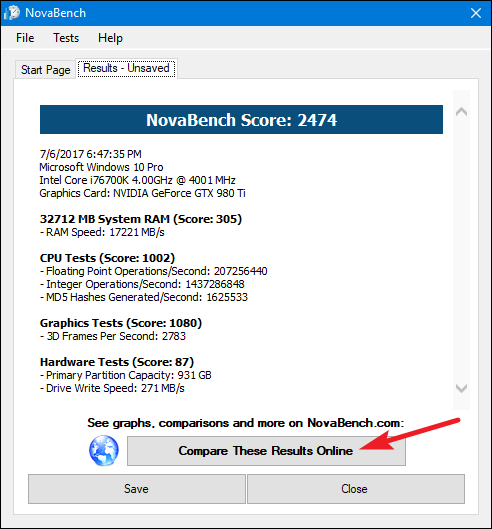 NovaBench
File Tests Help
Start Page Results - Unsaved
NovaBench Score: 2474
7/6/2017 6:47:35 PM
Microsoft Windows 10 Pro
Intel Core i76700K 4.00GHz @ 4001 MHz
Graphics Card: NVIDIA GeForce GTX 980 Ti
32712 MB System RAM (Score: 305)
- RAM Speed: 17221 MB/s
CPU Tests (Score: 1002)
- Floating Point Operations/Second: 207256440
- Integer Operations/Second: 1437286848
- MD5 Hashes Generated/Second: 1625533
Graphics Tests (Score: 1080)
- 3D Frames Per Second: 2783
Hardware Tests (Score: 87)
- Primary Partition Capacity: 931 GB
- Drive Write Speed: 271 MB/s
See graphs, comparisons and more on NovaBench.com:
Compare These Results Online
Save Close